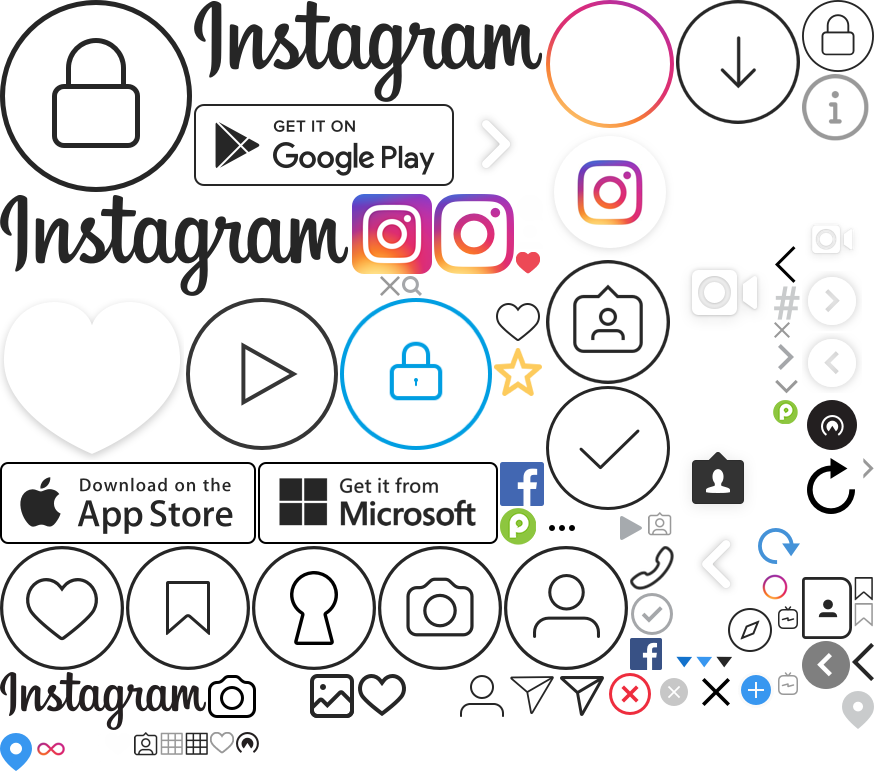 Instagram
GET IT ON
Google Play
Instagram
Download on the
App Store
Get it from
Microsoft
Instagram